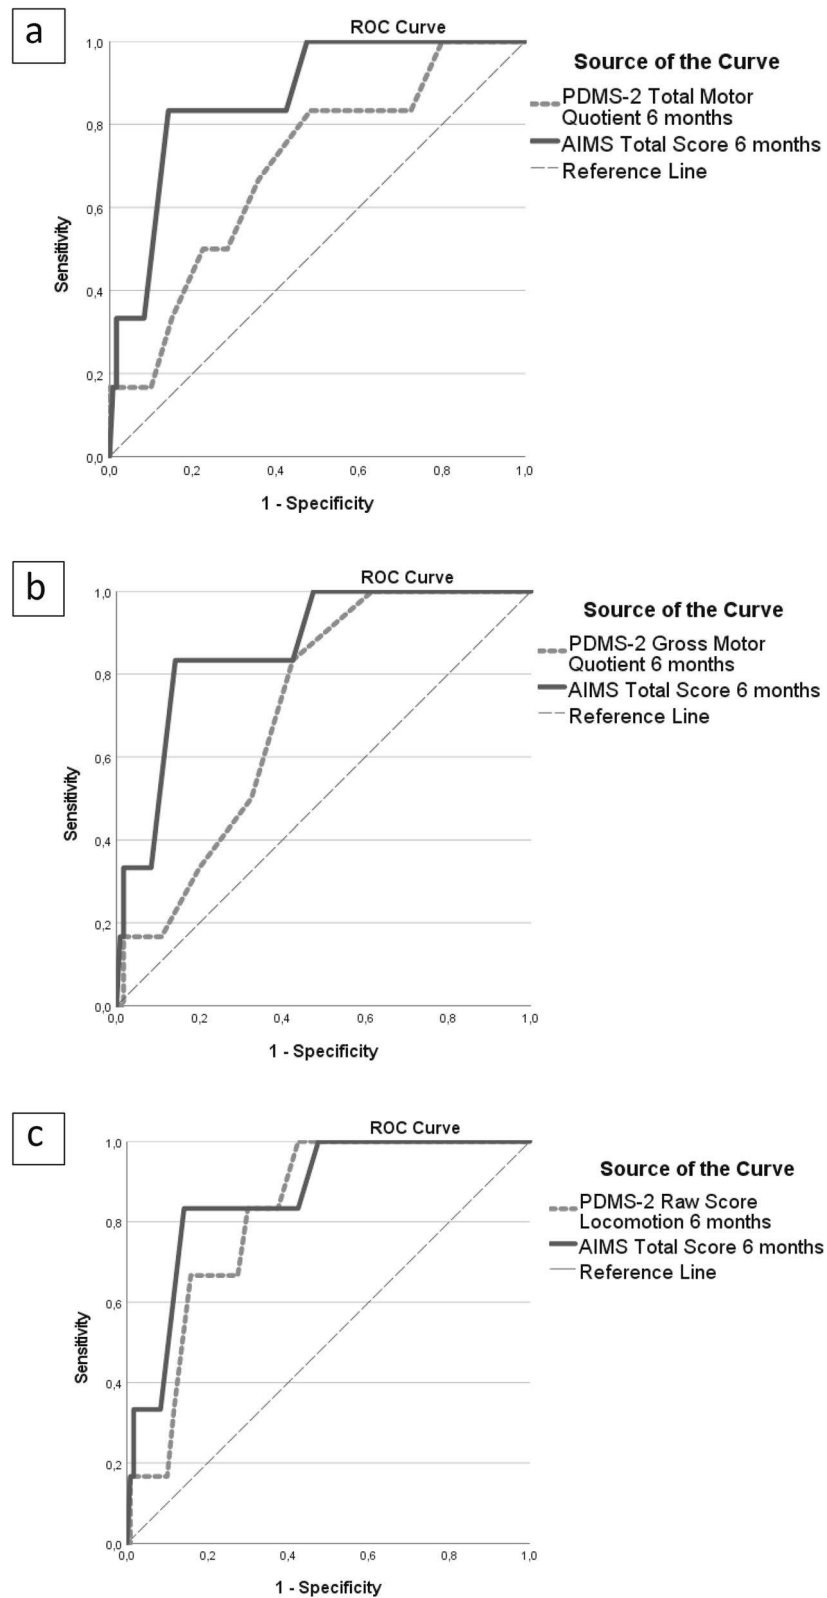 a
ROC Curve
1,0
0,8
0,6
0,4
0,2
0,0
Sensitivity
0,0 0,2 0,4 0,6 0,8 1,0
1 - Specificity
Source of the Curve
PDMS-2 Total Motor
Quotient 6 months
AIMS Total Score 6 months
Reference Line
b
ROC Curve
1,0
0,8
0,6
0,4
0,2
0,0
Sensitivity
0,0 0,2 0,4 0,6 0,8 1,0
1 - Specificity
Source of the Curve
PDMS-2 Gross Motor
Quotient 6 months
AIMS Total Score 6 months
Reference Line
c
ROC Curve
1,0
0,8
0,6
0,4
0,2
0,0
Sensitivity
0,0 0,2 0,4 0,6 0,8 1,0
1 - Specificity
Source of the Curve
PDMS-2 Raw Score
Locomotion 6 months
AIMS Total Score 6 months
Reference Line